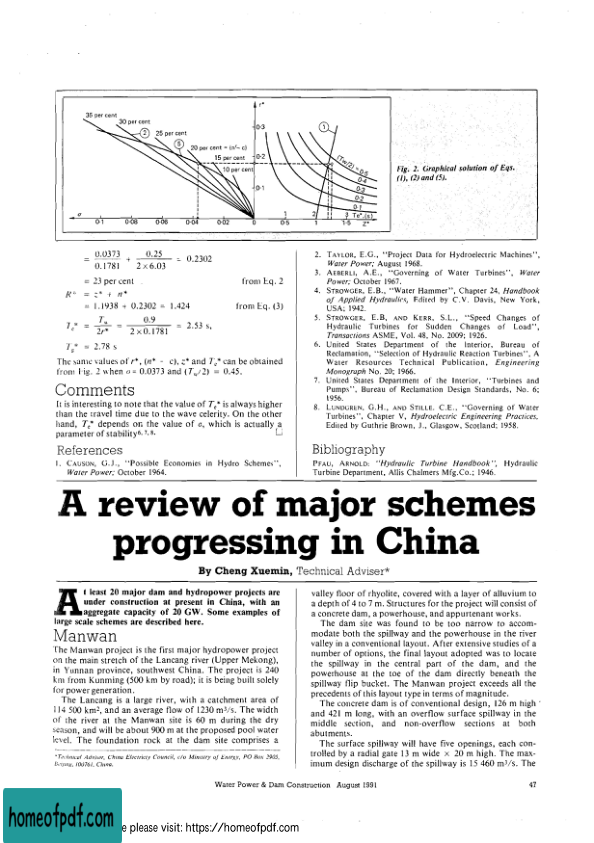 35 per cent
30 per cent
2
25 per cent
6
20 per cent = (n'- c)
15 per cent
10 per cent
r*
0·3
0·2
0·1
1
(Tw/2) = 0·5
0·4
0·3
0·2
0·1
0·1
0·08
0·06
0·04
0·02
0
1
2
3 Te* (s)
0·5
1
1·5
Z*
Fig. 2. Graphical solution of Eqs.
(1), (2) and (5).
= 0.0373 / 0.1781 + 0.25 / 2 × 6.03 = 0.2302
= 23 per cent from Eq. 2
R* = z* + n*
= 1.1938 + 0.2302 = 1.424 from Eq. (3)
= 0.9 / 2 × 0.1781 = 2.53 s,
= 2.78 s
The same values of r*, (n* - c), z* and can be obtained
from Fig. 2 when = 0.0373 and (Tw/2) = 0.45.
Comments
It is interesting to note that the value of is always higher
than the travel time due to the wave celerity. On the other
hand, depends on the value of which is actually a
parameter of stability6, 7, 8. □
References
1. CAUSON, G.J., "Possible Economies in Hydro Schemes",
Water Power; October 1964.
2. TAYLOR, E.G., "Project Data for Hydroelectric Machines",
Water Power; August 1968.
3. AEBERLI, A.E., "Governing of Water Turbines", Water
Power; October 1967.
4. STROWGER, E.B., "Water Hammer", Chapter 24, Handbook
of Applied Hydraulics, Edited by C.V. Davis, New York,
USA; 1942.
5. STROWGER, E.B, AND KERR, S.L., "Speed Changes of
Hydraulic Turbines for Sudden Changes of Load",
Transactions ASME, Vol. 48, No. 2009; 1926.
6. United States Department of the Interior, Bureau of
Reclamation, "Selection of Hydraulic Reaction Turbines". A
Water Resources Technical Publication, Engineering
Monograph No. 20; 1966.
7. United States Department of the Interior, "Turbines and
Pumps", Bureau of Reclamation Design Standards, No. 6;
1956.
8. LUNDGREN, G.H., AND STILLE. C.E., "Governing of Water
Turbines", Chapter V, Hydroelectric Engineering Practices,
Edited by Guthrie Brown, J., Glasgow, Scotland; 1958.
Bibliography
PFAU, ARNOLD: "Hydraulic Turbine Handbook", Hydraulic
Turbine Department, Allis Chalmers Mfg.Co.; 1946.
A review of major schemes
progressing in China
By Cheng Xuemin, Technical Adviser*
At least 20 major dam and hydropower projects are
under construction at present in China, with an
aggregate capacity of 20 GW. Some examples of
large scale schemes are described here.
Manwan
The Manwan project is the first major hydropower project
on the main stretch of the Lancang river (Upper Mekong),
in Yunnan province, southwest China. The project is 240
km from Kunming (500 km by road); it is being built solely
for power generation.
The Lancang is a large river, with a catchment area of
114 500 km², and an average flow of 1230 m³/s. The width
of the river at the Manwan site is 60 m during the dry
season, and will be about 900 m at the proposed pool water
level. The foundation rock at the dam site comprises a
*Technical Advisor, China Electricity Council, c/o Ministry of Energy, PO Box 2905,
Beijing, 100761, China.
valley floor of rhyolite, covered with a layer of alluvium to
a depth of 4 to 7 m. Structures for the project will consist of
a concrete dam, a powerhouse, and appurtenant works.
The dam site was found to be too narrow to accom-
modate both the spillway and the powerhouse in the river
valley in a conventional layout. After extensive studies of a
number of options, the final layout adopted was to locate
the spillway in the central part of the dam, and the
powerhouse at the toe of the dam directly beneath the
spillway flip bucket. The Manwan project exceeds all the
precedents of this layout type in terms of magnitude.
The concrete dam is of conventional design, 126 m high
and 421 m long, with an overflow surface spillway in the
middle section, and non-overflow sections at both
abutments.
The surface spillway will have five openings, each con-
trolled by a radial gate 13 m wide × 20 m high. The max-
imum design discharge of the spillway is 15 460 m³/s. The
Water Power & Dam Construction August 1991
47
homeofpdf.com
e please visit: https://homeofpdf.com